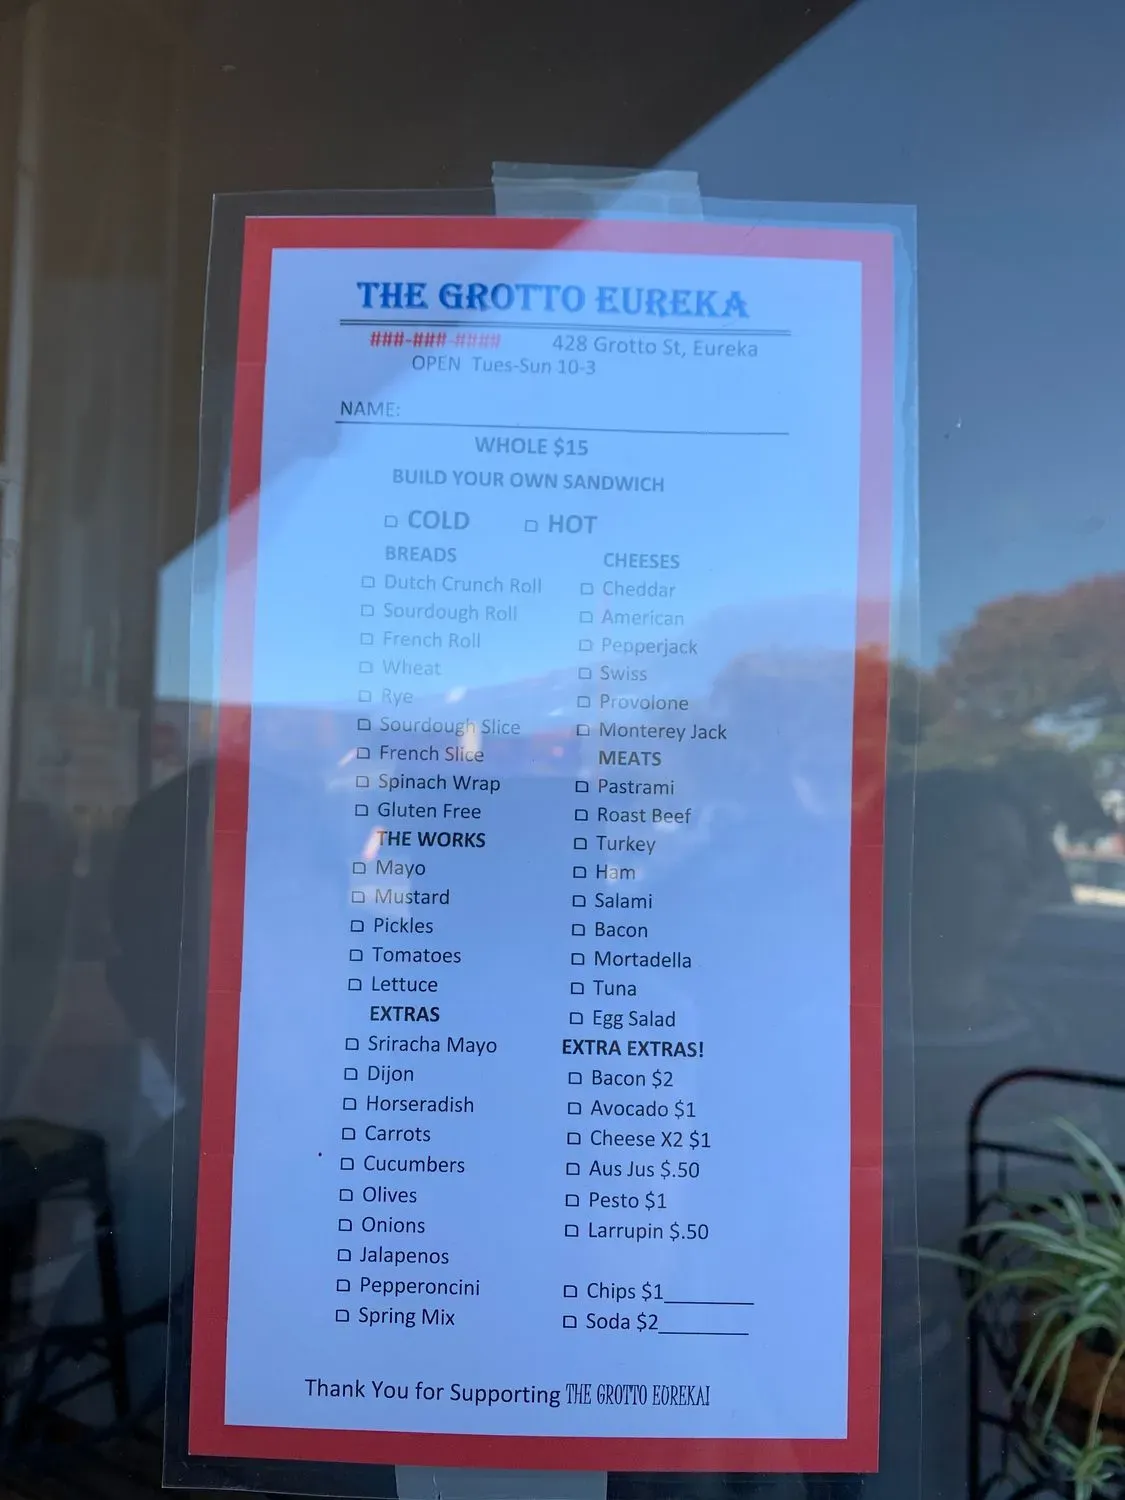 THE GROTTO EUREKA
###-###-#### 428 Grotto St, Eureka
OPEN Tues-Sun 10-3
NAME:
WHOLE $15
BUILD YOUR OWN SANDWICH
COLD HOT
BREADS
Dutch Crunch Roll
Sourdough Roll
French Roll
Wheat
Rye
Sourdough Slice
French Slice
Spinach Wrap
Gluten Free
THE WORKS
Mayo
Mustard
Pickles
Tomatoes
Lettuce
EXTRAS
Sriracha Mayo
Dijon
Horseradish
Carrots
Cucumbers
Olives
Onions
Jalapenos
Pepperoncini
Spring Mix
CHEESES
Cheddar
American
Pepperjack
Swiss
Provolone
Monterey Jack
MEATS
Pastrami
Roast Beef
Turkey
Ham
Salami
Bacon
Mortadella
Tuna
Egg Salad
EXTRA EXTRAS!
Bacon $2
Avocado $1
Cheese X2 $1
Aus Jus $.50
Pesto $1
Larrupin $.50
Chips $1
Soda $2
Thank You for Supporting THE GROTTO EUREKA!